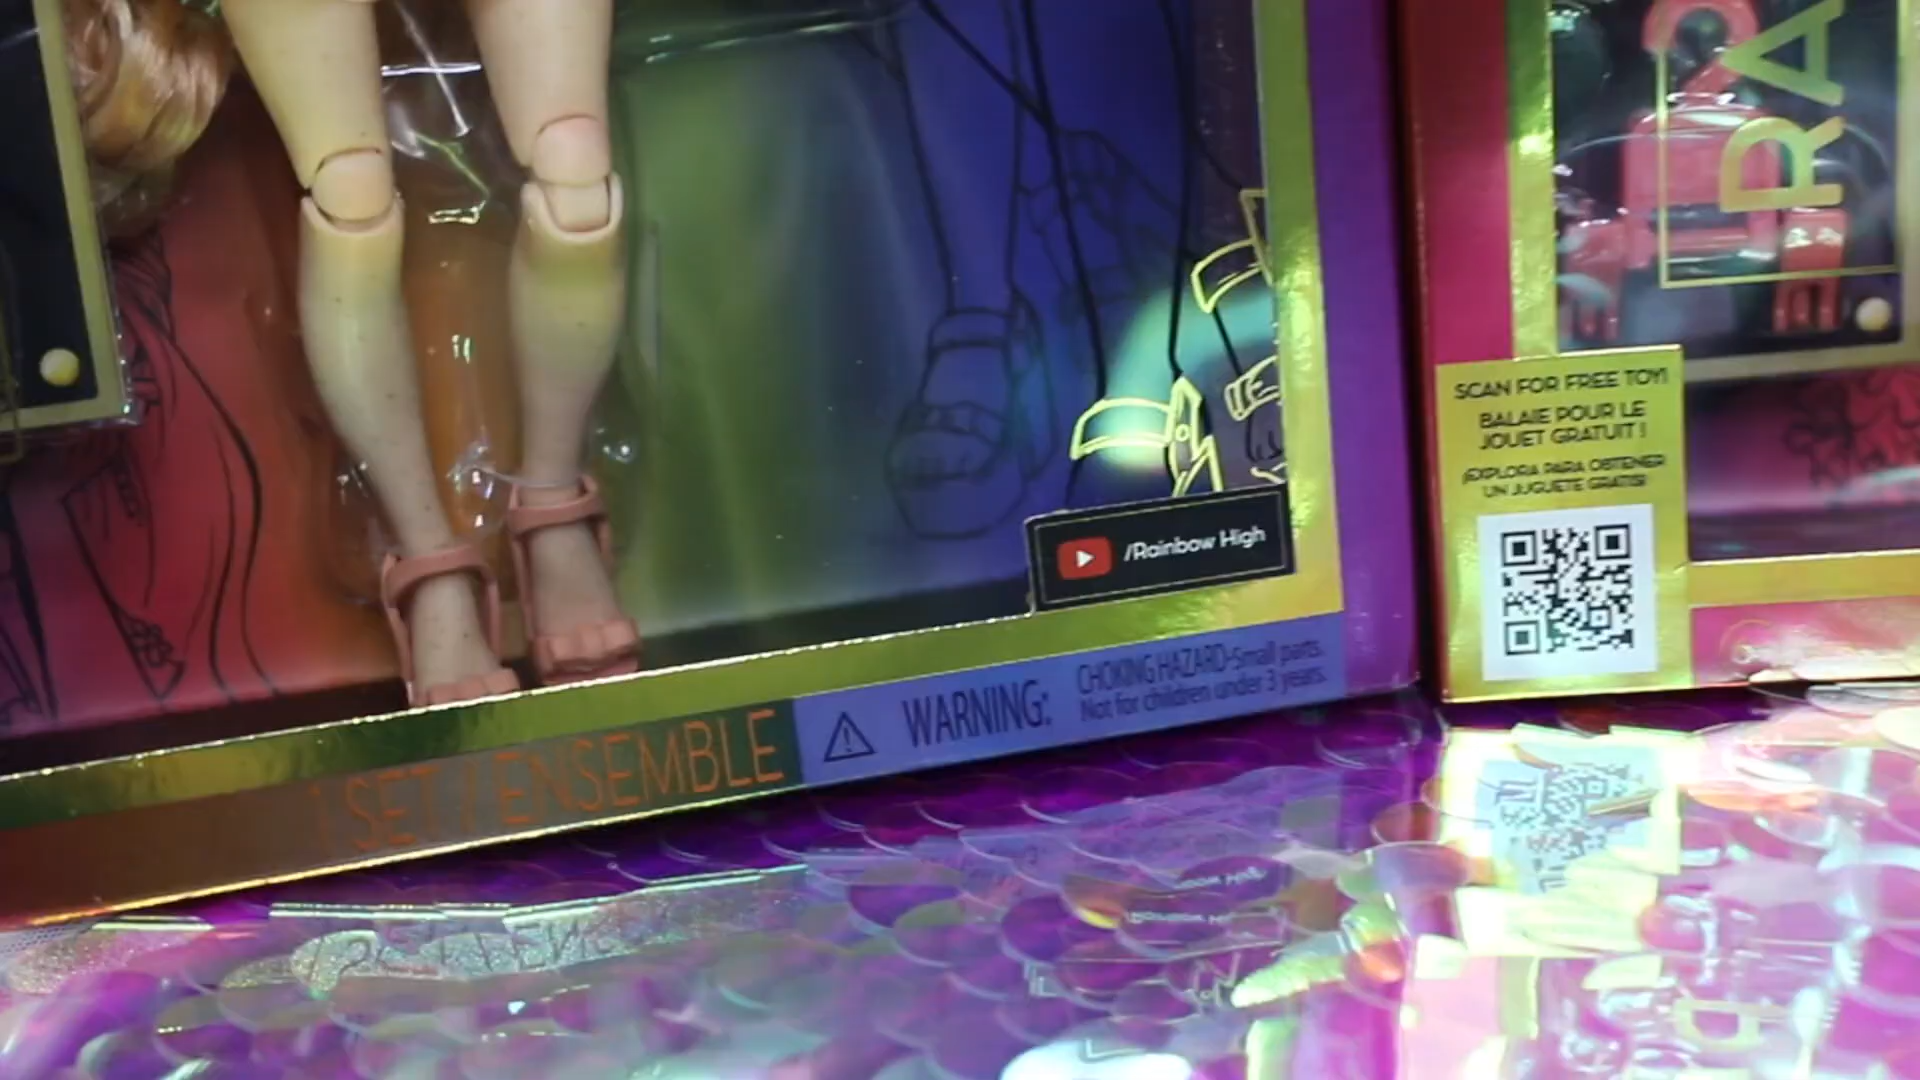 RA
SCAN FOR FREE TOY!
BALAIE POUR LE
JOUET GRATUIT !
¡EXPLORA PARA OBTENER
UN JUGUETE GRATIS!
/Rainbow High
1 SET / ENSEMBLE
WARNING:
CHOKING HAZARD-Small parts.
Not for children under 3 years.